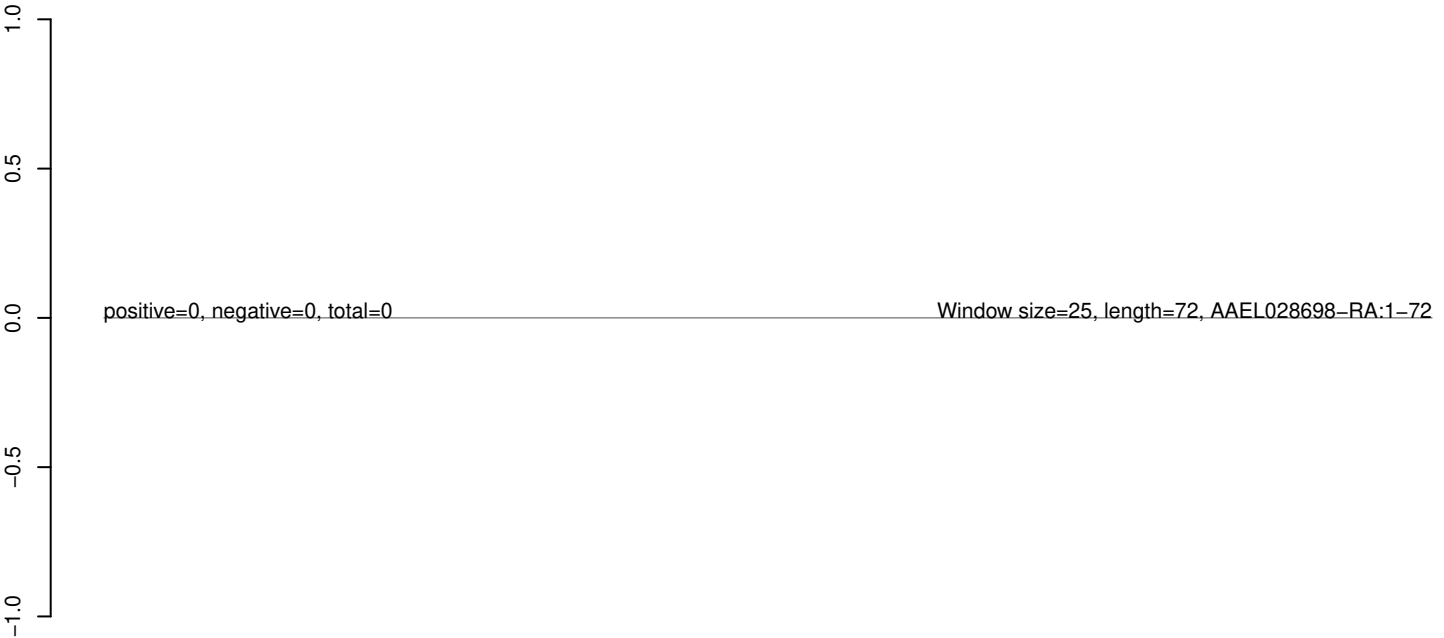 1.0
0.5
0.0
−0.5
−1.0
positive=0, negative=0, total=0
Window size=25, length=72, AAEL028698−RA:1−72